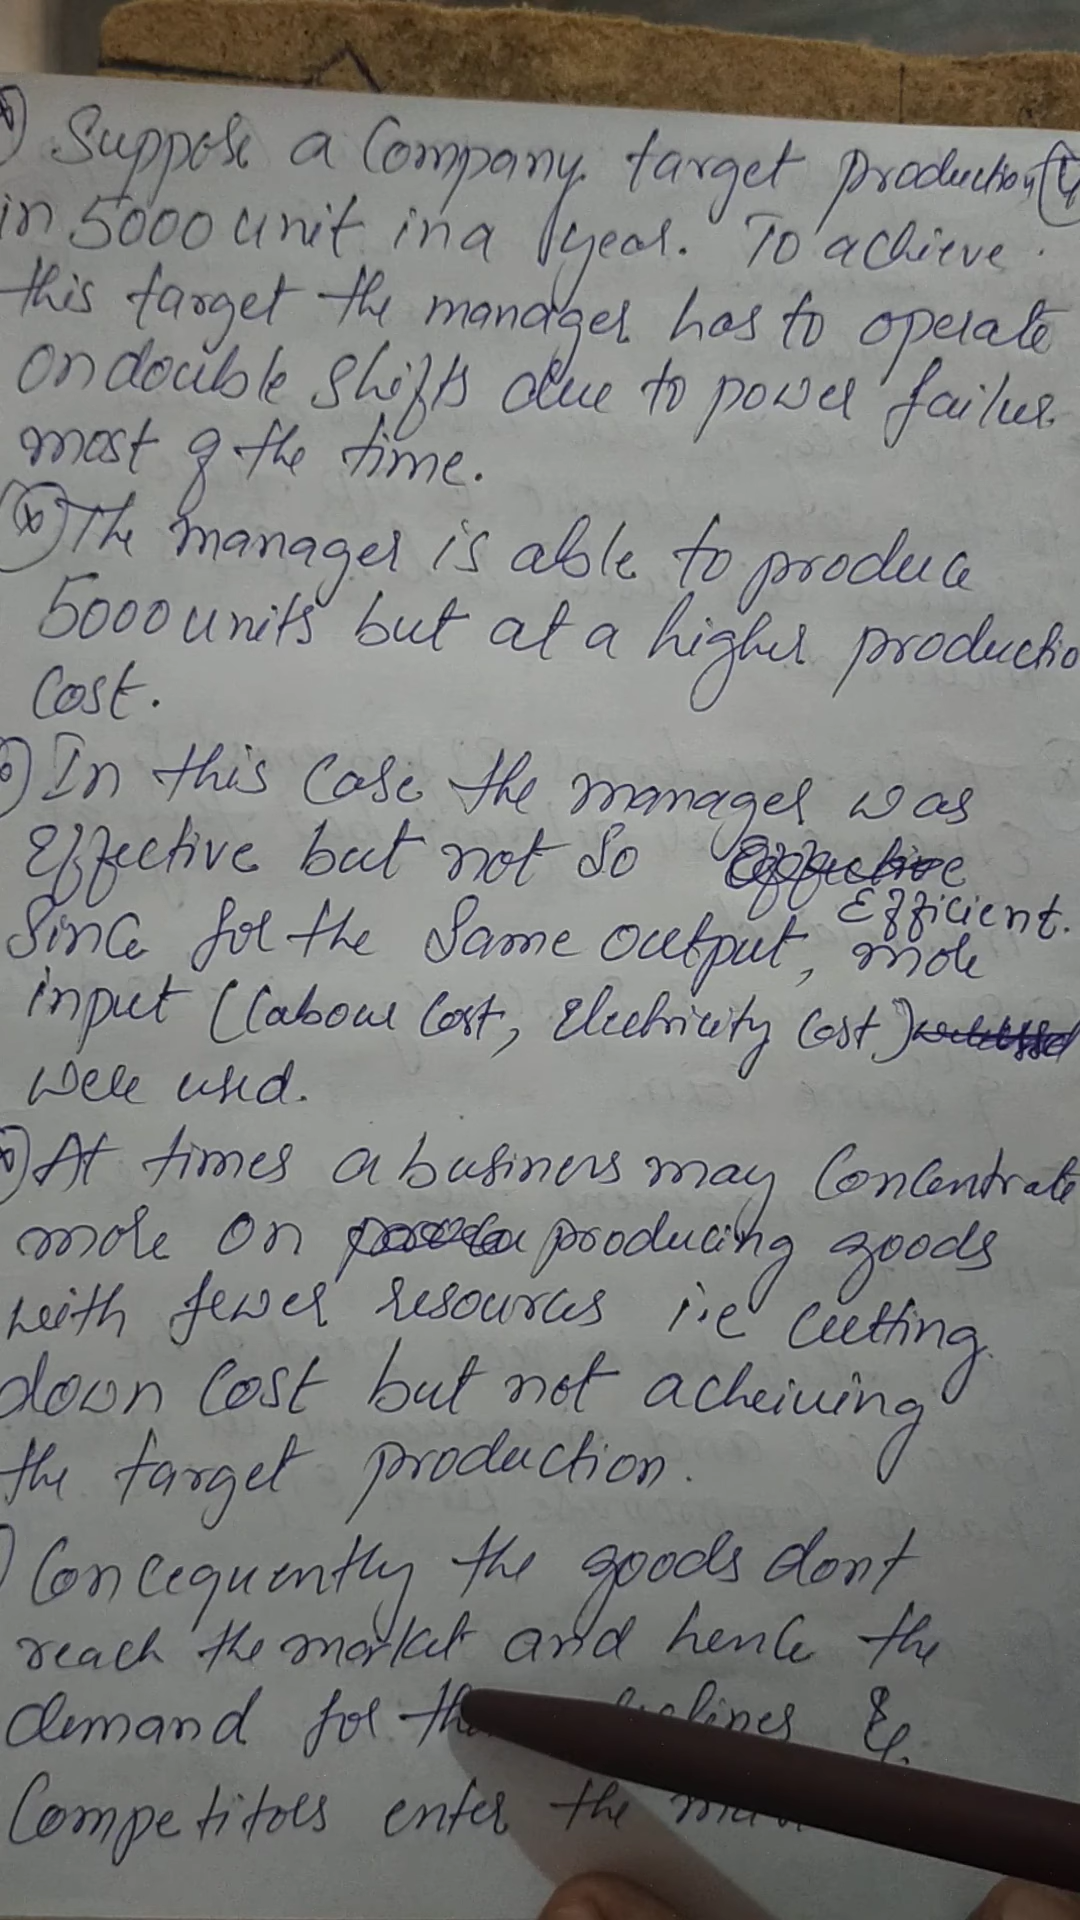 Suppose a Company target production 4
in 5000 unit in a year. To achieve
this target the manager has to operate
on double shifts due to power failure
most of the time.
The manager is able to produce
5000 units but at a higher productio
Cost.
In this Case the manager was
Effective but not So Effective
Efficient.
Since for the Same output, more
input (Labour Cost, Electricity Cost)
were used.
At times a business may Concentrate
more on producing goods
with fewer resources i.e Cutting
down Cost but not acheiving
the target production.
Concequently the goods dont
reach the market and hence the
demand for &
Competitors enter the